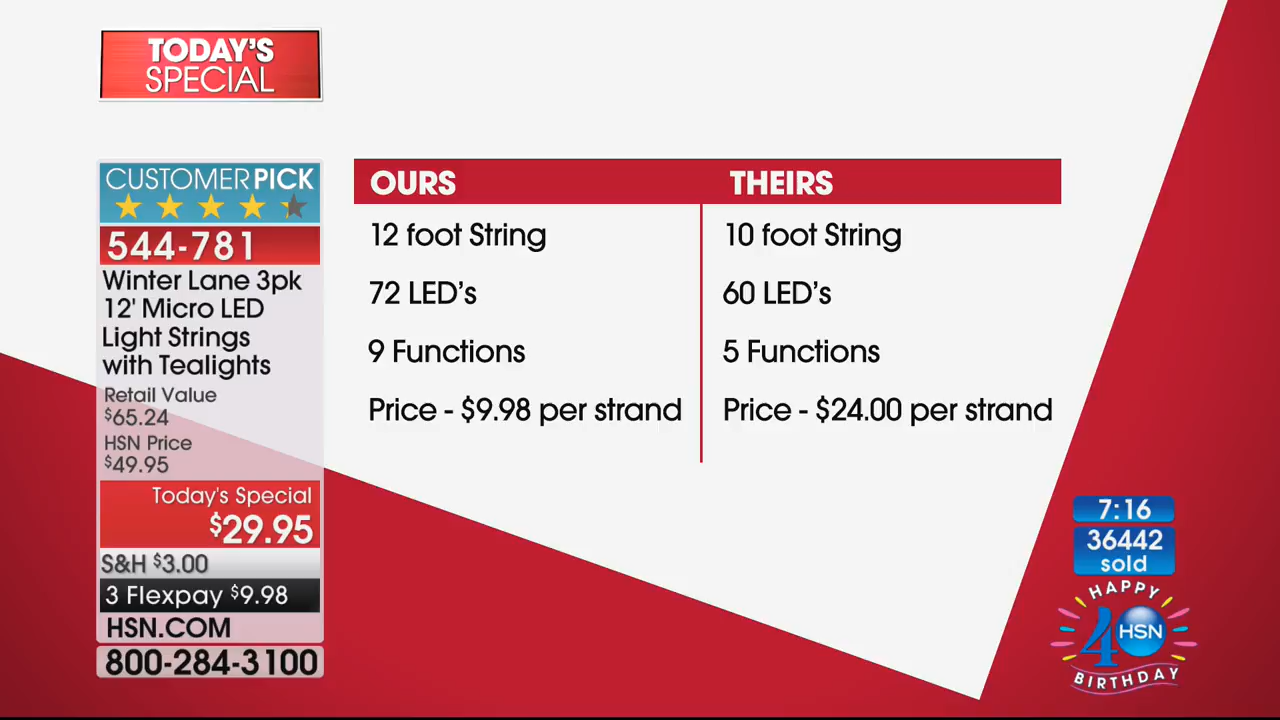 TODAY'S
SPECIAL
CUSTOMER PICK
544-781
Winter Lane 3pk
12' Micro LED
Light Strings
with Tealights
Retail Value
$65.24
HSN Price
$49.95
Today's Special
$29.95
S&H $3.00
3 Flexpay $9.98
HSN.COM
800-284-3100
OURS THEIRS
12 foot String 10 foot String
72 LED's 60 LED's
9 Functions 5 Functions
Price - $9.98 per strand Price - $24.00 per strand
7:16
36442
sold
HAPPY
40 HSN
BIRTHDAY